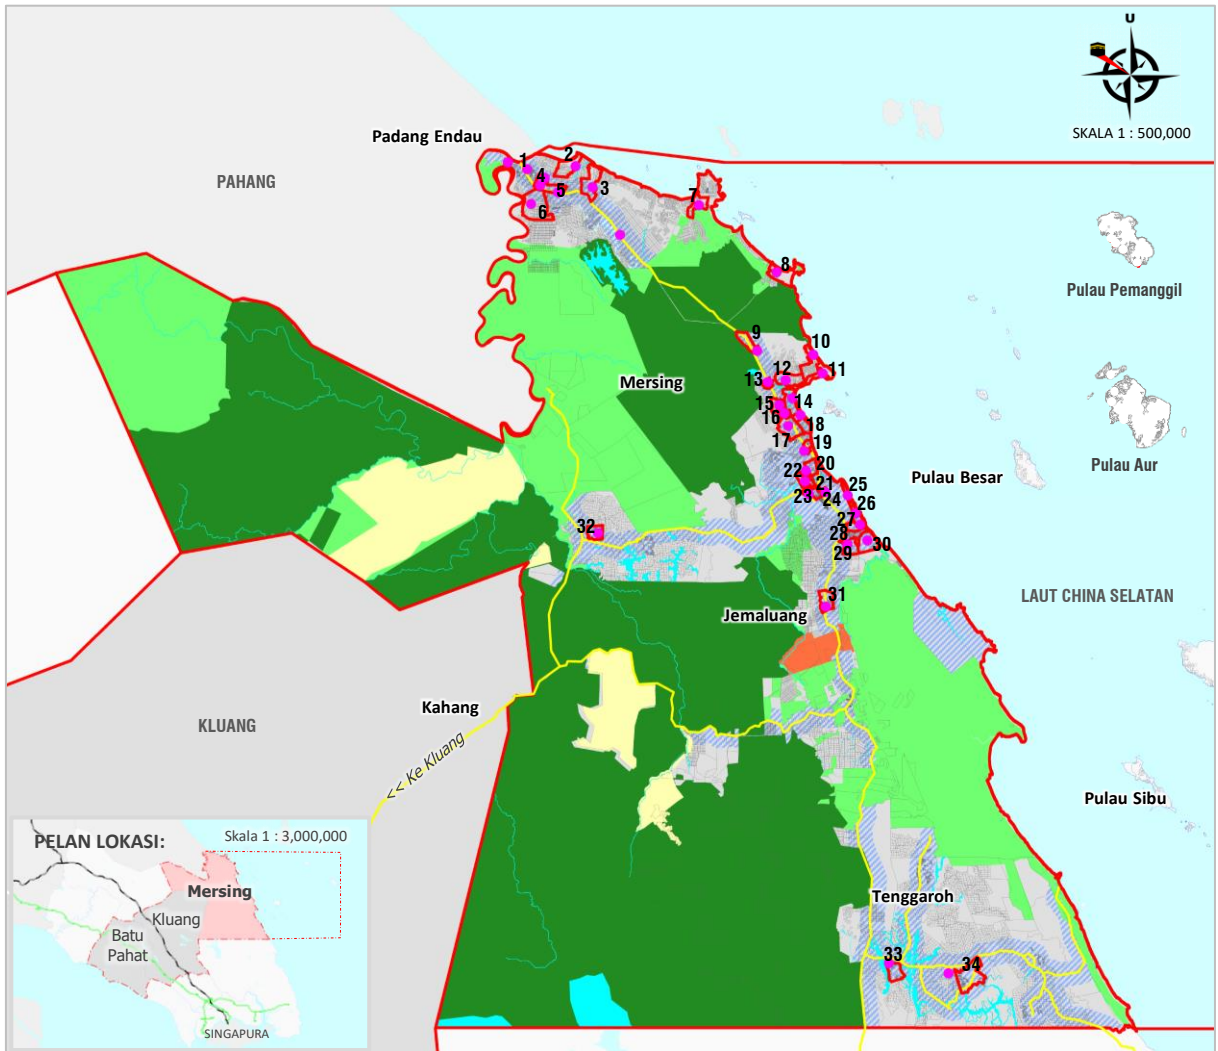 U
SKALA 1 : 500,000
Padang Endau
PAHANG
1
2
3
4
5
6
7
8
Pulau Pemanggil
9
10
11
12
13
Mersing
14
15
16
17
18
19
20
21
22
23
24
25
26
27
28
29
30
Pulau Aur
Pulau Besar
32
31
LAUT CHINA SELATAN
Jemaluang
Kahang
KLUANG
<< Ke Kluang
Pulau Sibu
PELAN LOKASI:
Skala 1 : 3,000,000
Mersing
Kluang
Batu
Pahat
SINGAPURA
Tenggaroh
33
34